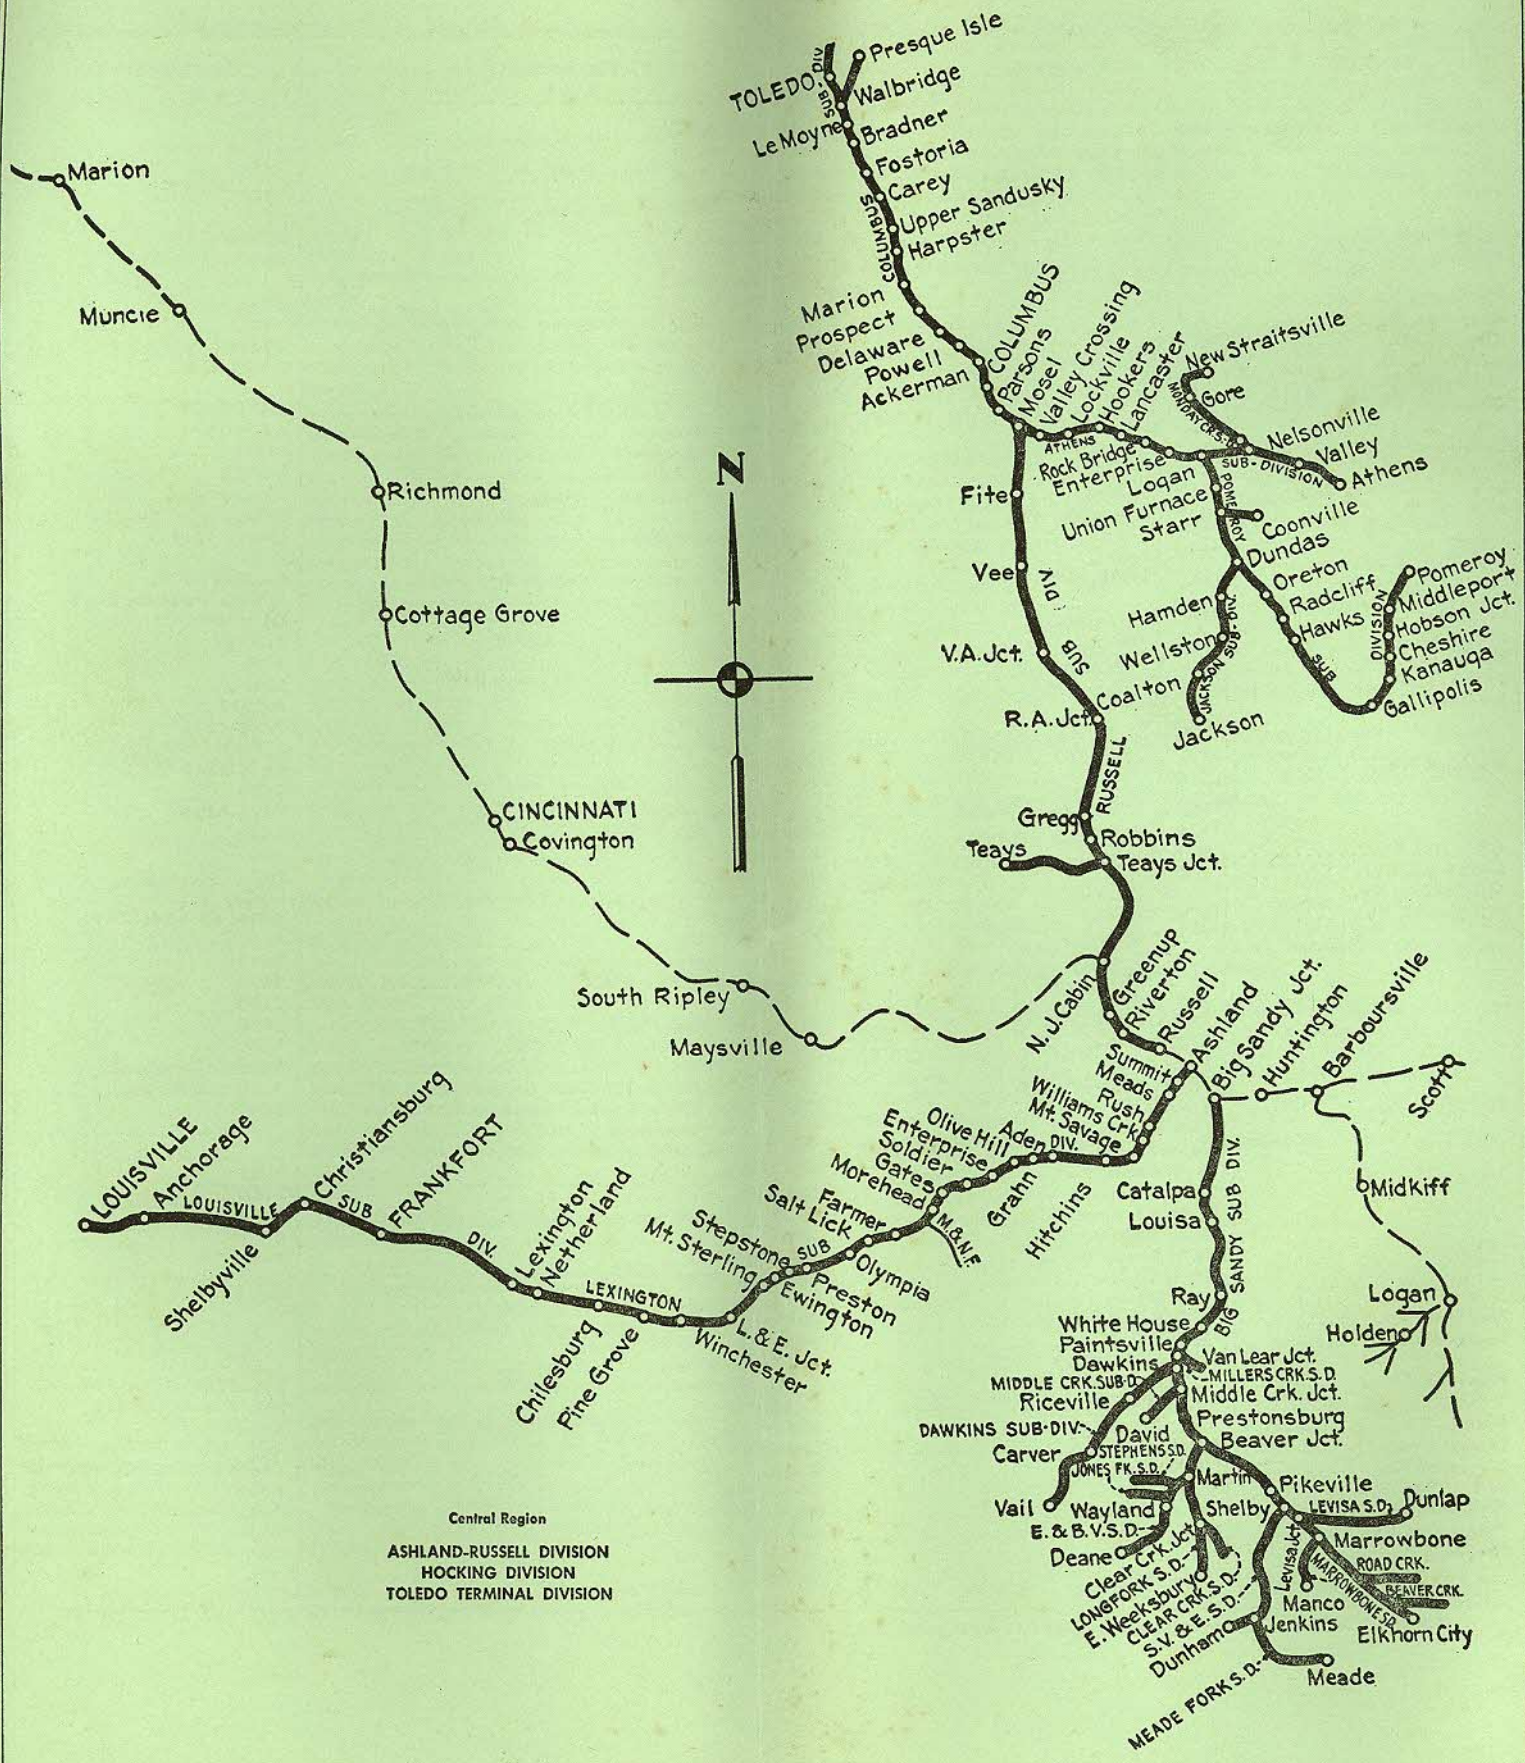 Presque Isle
TOLEDO
SUB-DIV
Walbridge
Le Moyne
Bradner
Fostoria
Carey
COLUMBUS
Upper Sandusky
Harpster
Marion
Prospect
Delaware
Powell
Ackerman
COLUMBUS
Parsons
Mosel
Valley Crossing
Lockville
Hookers
Lancaster
New Straitsville
Gore
MONDAY CR. S-D
Nelsonville
Valley
Athens
ATHENS
SUB-DIVISION
Rock Bridge
Enterprise
Logan
Union Furnace
Starr
POMEROY
Coonville
Dundas
Oreton
Radcliff
Hawks
SUB
DIVISION
Pomeroy
Middleport
Hobson Jct.
Cheshire
Kanauga
Gallipolis
Hamden
Wellston
Coalton
JACKSON SUB-DIV.
Jackson
Fite
Vee
DIV
V.A. Jct.
SUB
R.A. Jct.
RUSSELL
Gregg
Robbins
Teays
Teays Jct.
Marion
Muncie
Richmond
Cottage Grove
CINCINNATI
Covington
South Ripley
Maysville
N
N. J. Cabin
Greenup
Riverton
Russell
Ashland
Big Sandy Jct.
Huntington
Barboursville
Scott
Midkiff
Logan
Holden
Summit
Meads
Rush
Williams Crk
Mt. Savage
Hitchins
DIV.
Aden
Grahn
Olive Hill
Enterprise
Soldier
Gates
Morehead
M. & N.F.
Farmer
Salt Lick
Olympia
SUB
Preston
Stepstone
Ewington
Mt. Sterling
L. & E. Jct.
Winchester
LEXINGTON
Pine Grove
Chilesburg
Netherland
Lexington
DIV.
FRANKFORT
SUB
Christiansburg
Shelbyville
LOUISVILLE
Anchorage
LOUISVILLE
Catalpa
Louisa
BIG SANDY SUB DIV.
Ray
White House
Paintsville
Van Lear Jct.
Dawkins
MILLERS CRK. S.D.
MIDDLE CRK. SUB-D.
Middle Crk. Jct.
Riceville
Prestonsburg
DAWKINS SUB-DIV.
David
Beaver Jct.
Carver
STEPHENS S.D.
JONES FK. S.D.
Martin
Pikeville
Vail
Wayland
Shelby
LEVISA S.D.
Dunlap
E. & B. V. S. D.
Deane
Clear Crk. Jct
LONGFORK S.D.
E. Weeksbury
CLEAR CRK. S.D.
S.V. & E. S. D.
Dunham
Levisa Jct
Marrowbone
MARROWBONE S.D.
ROAD CRK.
BEAVER CRK.
Manco
Elkhorn City
Jenkins
Meade
MEADE FORK S.D.
Central Region
ASHLAND-RUSSELL DIVISION
HOCKING DIVISION
TOLEDO TERMINAL DIVISION